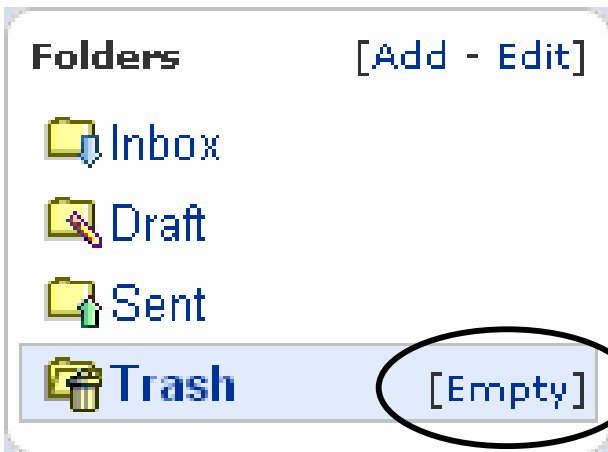 Folders [Add - Edit]
Inbox
Draft
Sent
Trash [Empty]